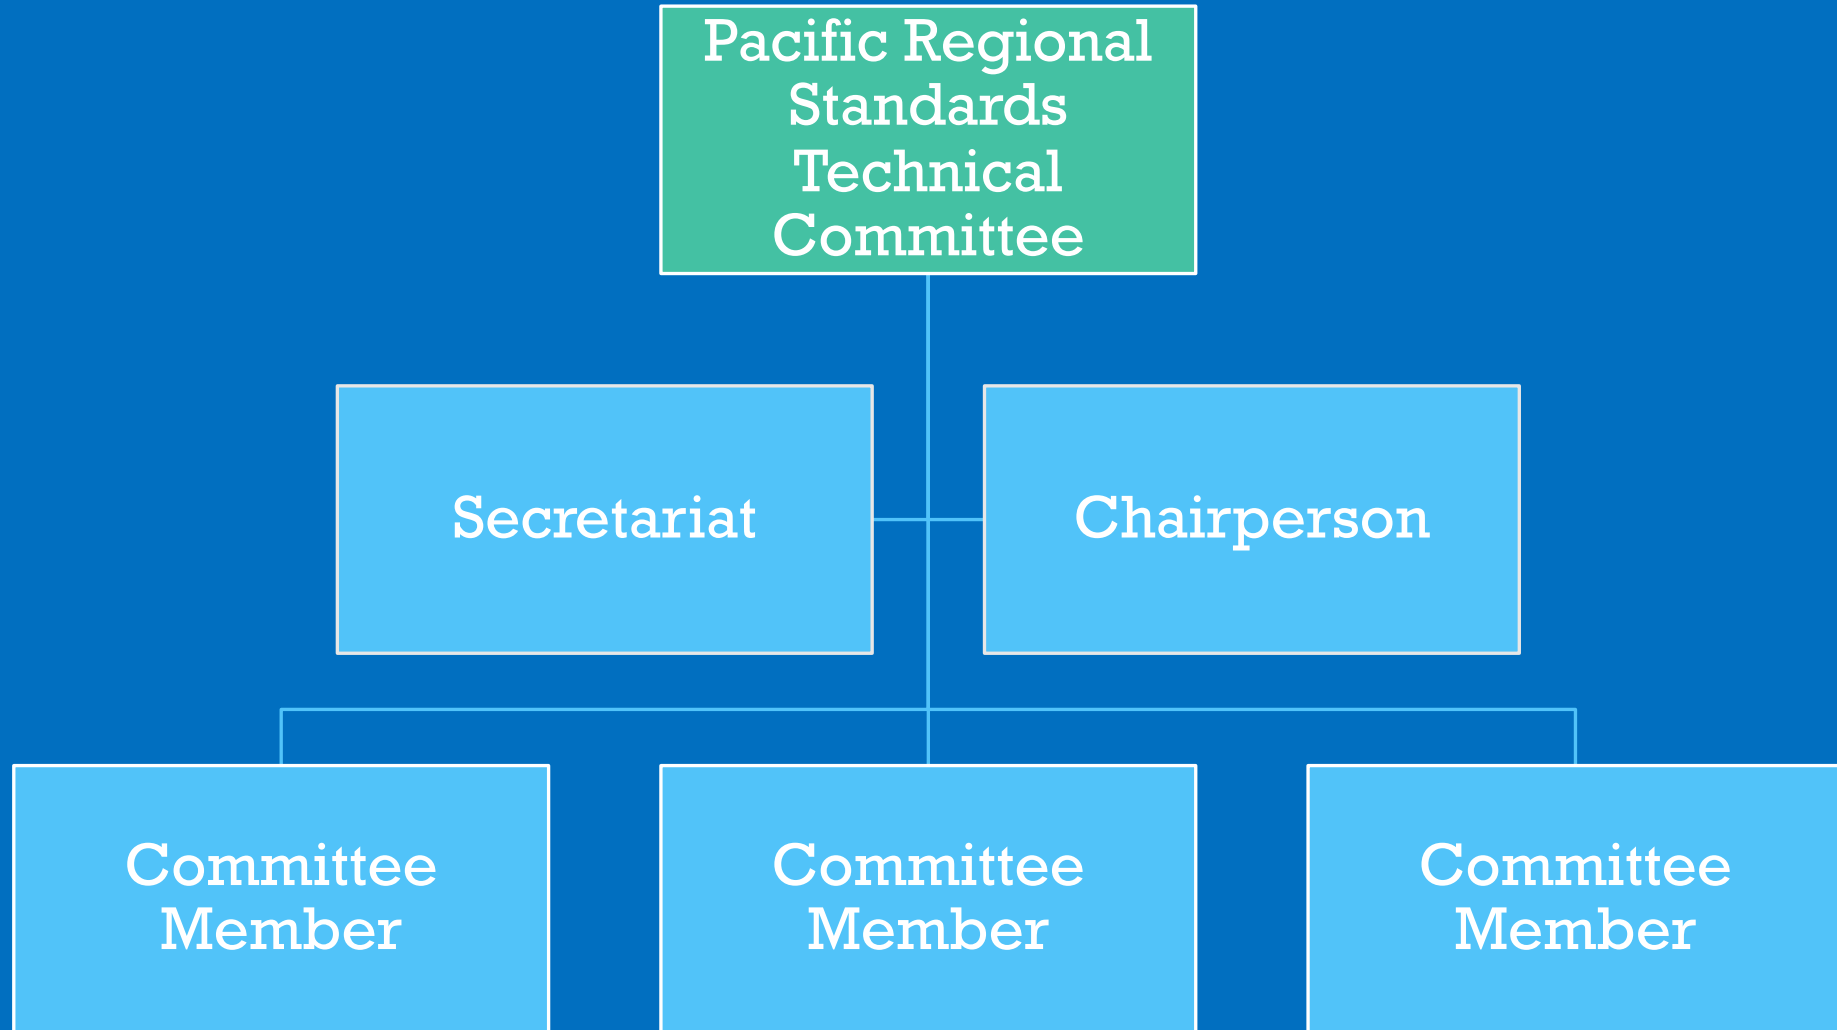 Pacific Regional
Standards
Technical
Committee
Secretariat
Chairperson
Committee
Member
Committee
Member
Committee
Member